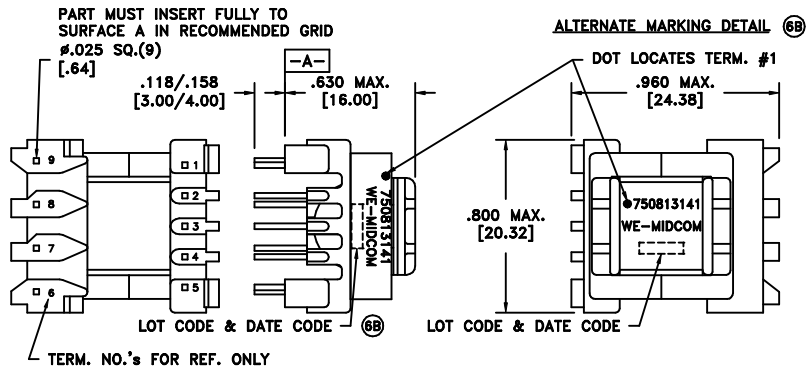 PART MUST INSERT FULLY TO
SURFACE A IN RECOMMENDED GRID
ø.025 SQ.(9)
[.64]
ALTERNATE MARKING DETAIL 6B
DOT LOCATES TERM. #1
-A-
.118/.158
[3.00/4.00]
.630 MAX.
[16.00]
.960 MAX.
[24.38]
9
8
7
6
1
2
3
4
5
750813141
WE-MIDCOM
.800 MAX.
[20.32]
750813141
WE-MIDCOM
LOT CODE & DATE CODE 6B
LOT CODE & DATE CODE
TERM. NO.'s FOR REF. ONLY